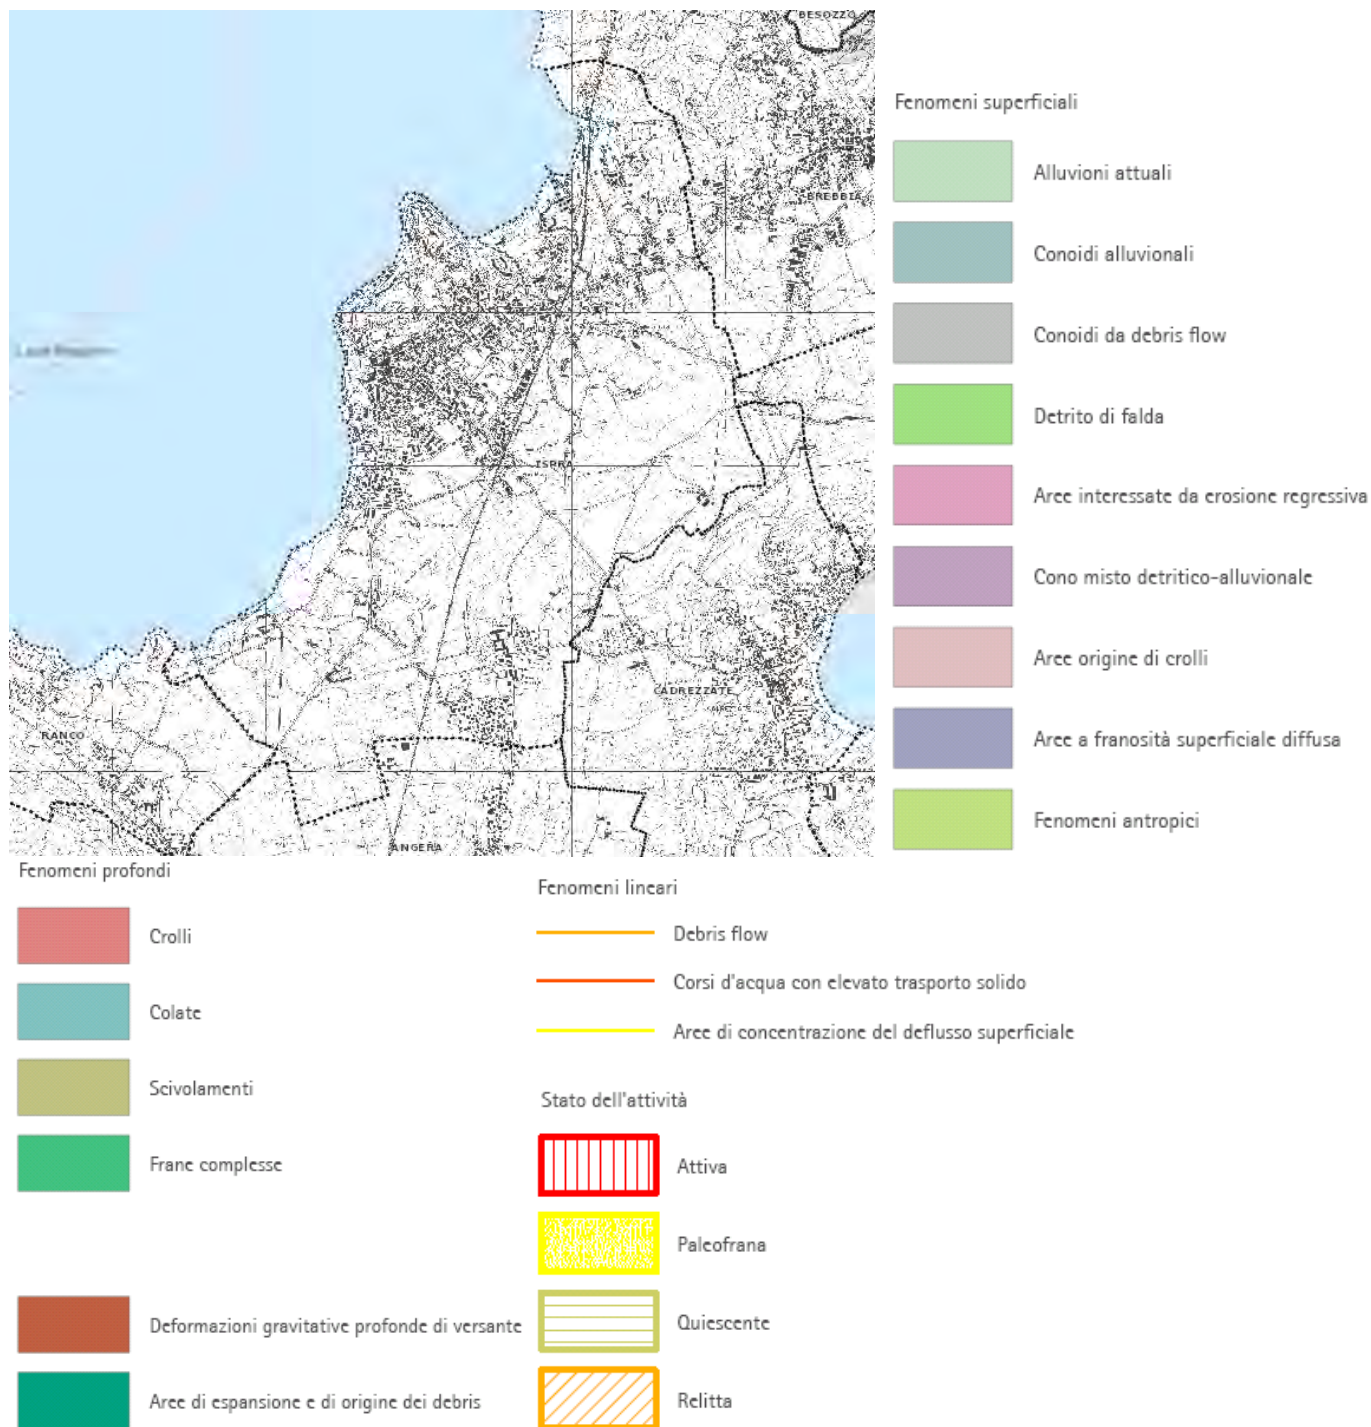 BESOZZO
BREBBIA
ISPRA
CADREZZATE
RANCO
ANGERA
Fenomeni superficiali
Alluvioni attuali
Conoidi alluvionali
Conoidi da debris flow
Detrito di falda
Aree interessate da erosione regressiva
Cono misto detritico-alluvionale
Aree origine di crolli
Aree a franosità superficiale diffusa
Fenomeni antropici
Fenomeni profondi
Crolli
Colate
Scivolamenti
Frane complesse
Deformazioni gravitative profonde di versante
Aree di espansione e di origine dei debris
Fenomeni lineari
Debris flow
Corsi d'acqua con elevato trasporto solido
Aree di concentrazione del deflusso superficiale
Stato dell'attività
Attiva
Paleofrana
Quiescente
Relitta